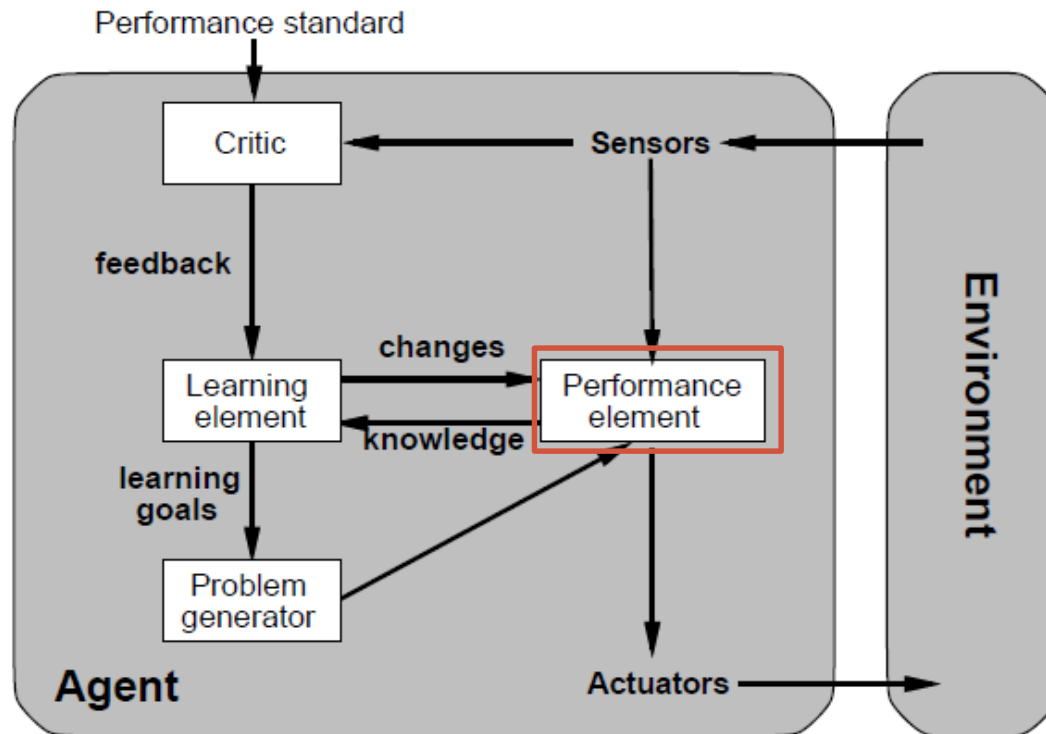 Performance standard
Critic
Sensors
feedback
changes
Learning
element
Performance
element
knowledge
learning
goals
Problem
generator
Agent
Actuators
Environment